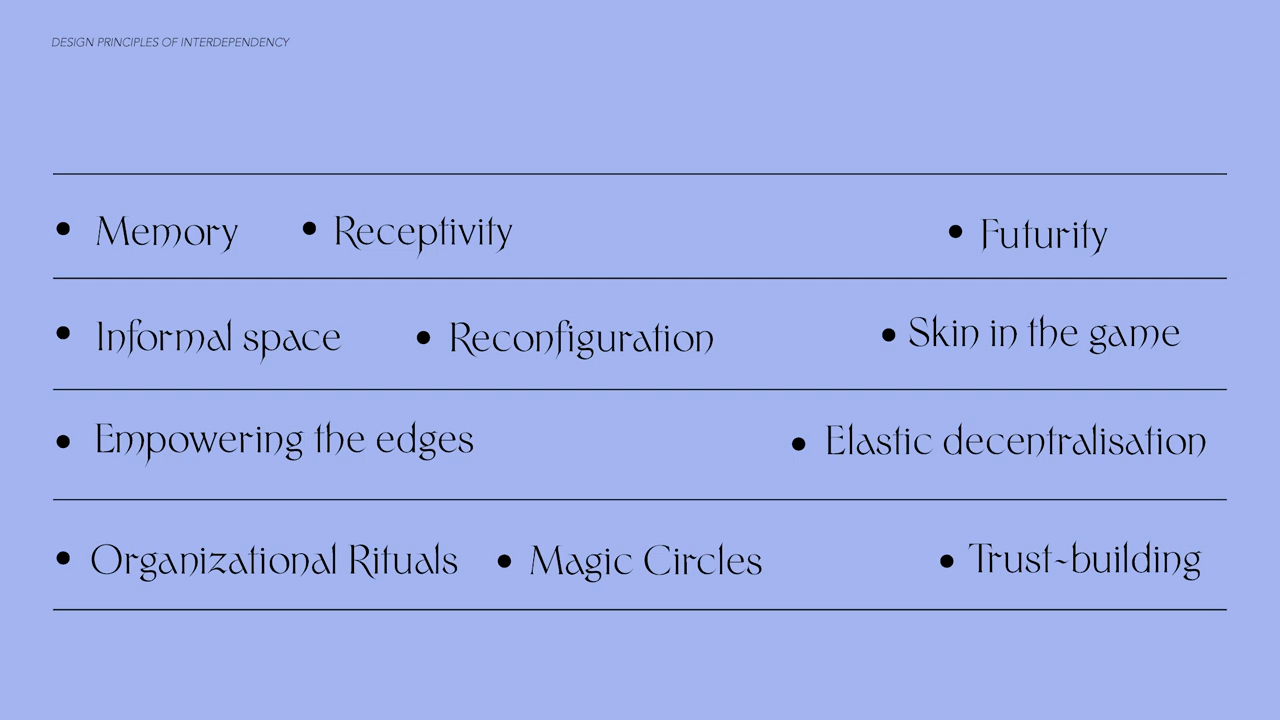 DESIGN PRINCIPLES OF INTERDEPENDENCY
• Memory • Receptivity • Futurity
• Informal space • Reconfiguration • Skin in the game
• Empowering the edges • Elastic decentralisation
• Organizational Rituals • Magic Circles • Trust-building